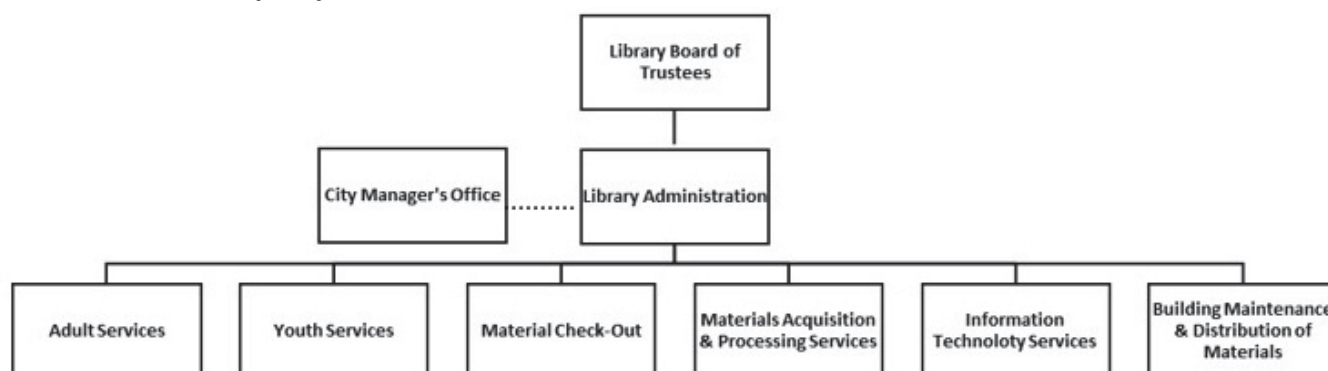 Library Board of
Trustees
City Manager's Office
Library Administration
Adult Services
Youth Services
Material Check-Out
Materials Acquisition
& Processing Services
Information
Technoloty Services
Building Maintenance
& Distribution of
Materials